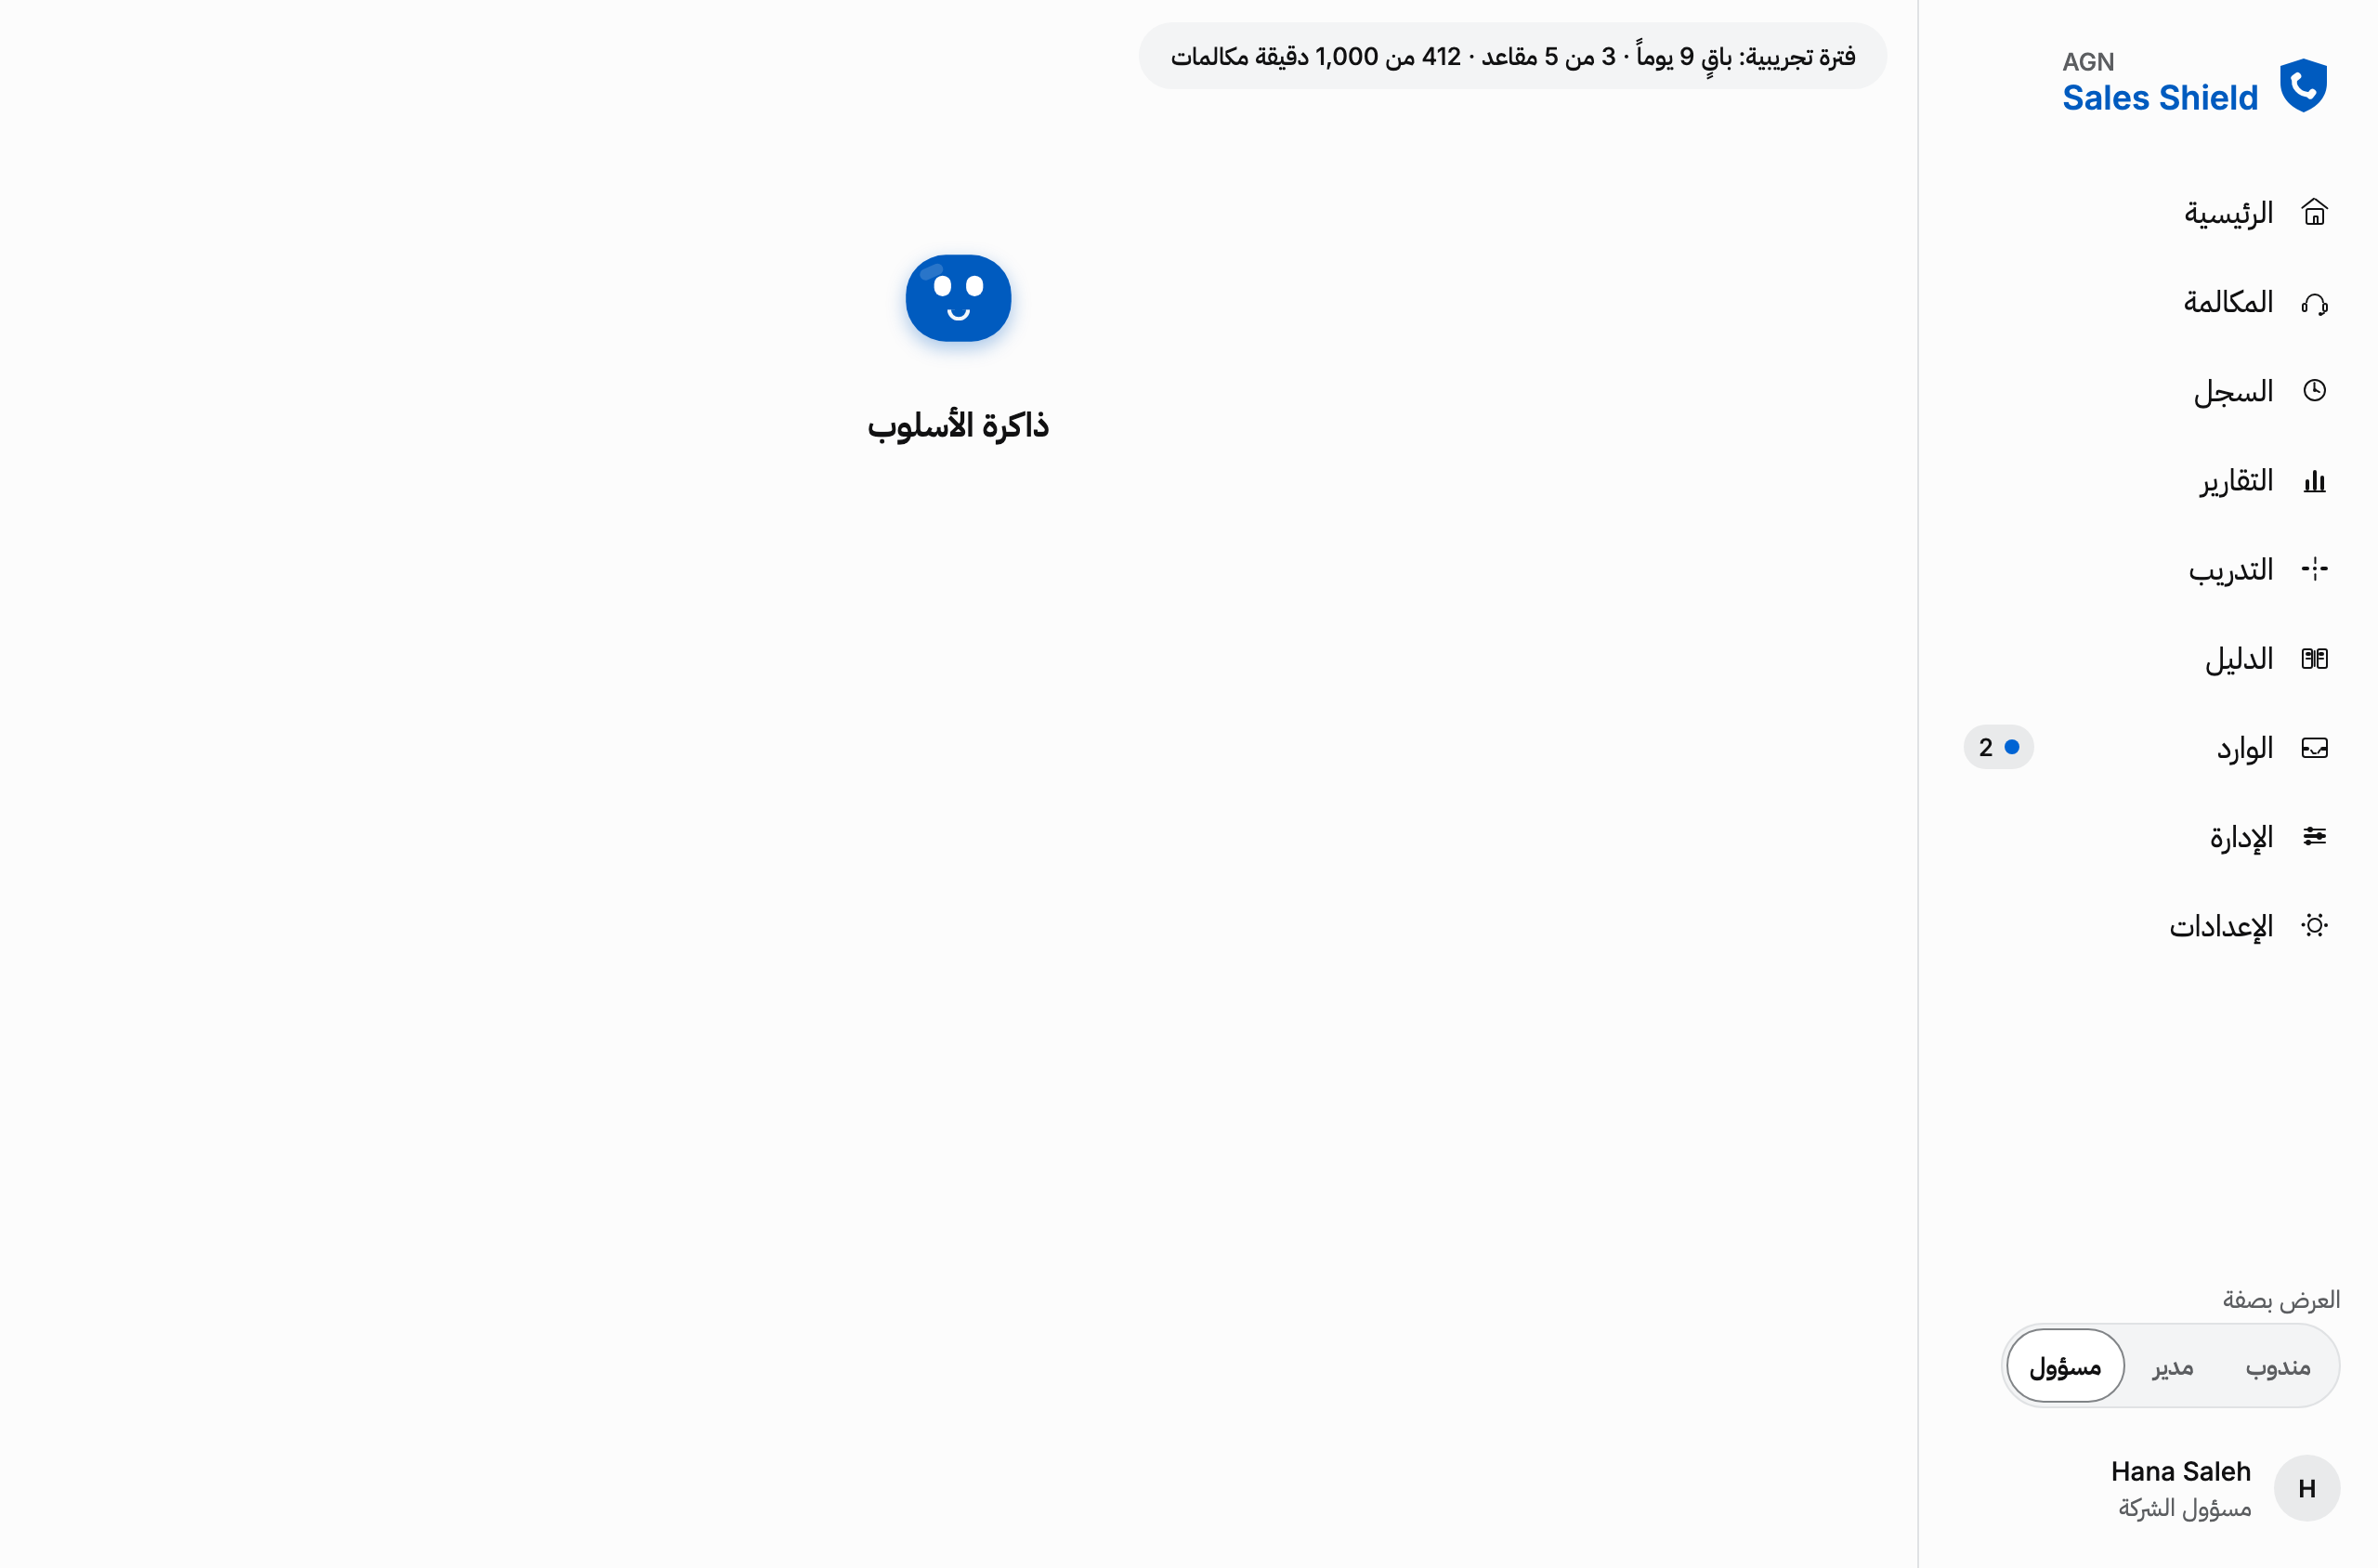 AGN
Sales Shield
الرئيسية
المكالمة
السجل
التقارير
التدريب
الدليل
الوارد
2
الإدارة
الإعدادات
العرض بصفة
مندوب
مدير
مسؤول
H
Hana Saleh
مسؤول الشركة
فترة تجريبية: باقٍ 9 يوماً · 3 من 5 مقاعد · 412 من 1,000 دقيقة مكالمات
ذاكرة الأسلوب